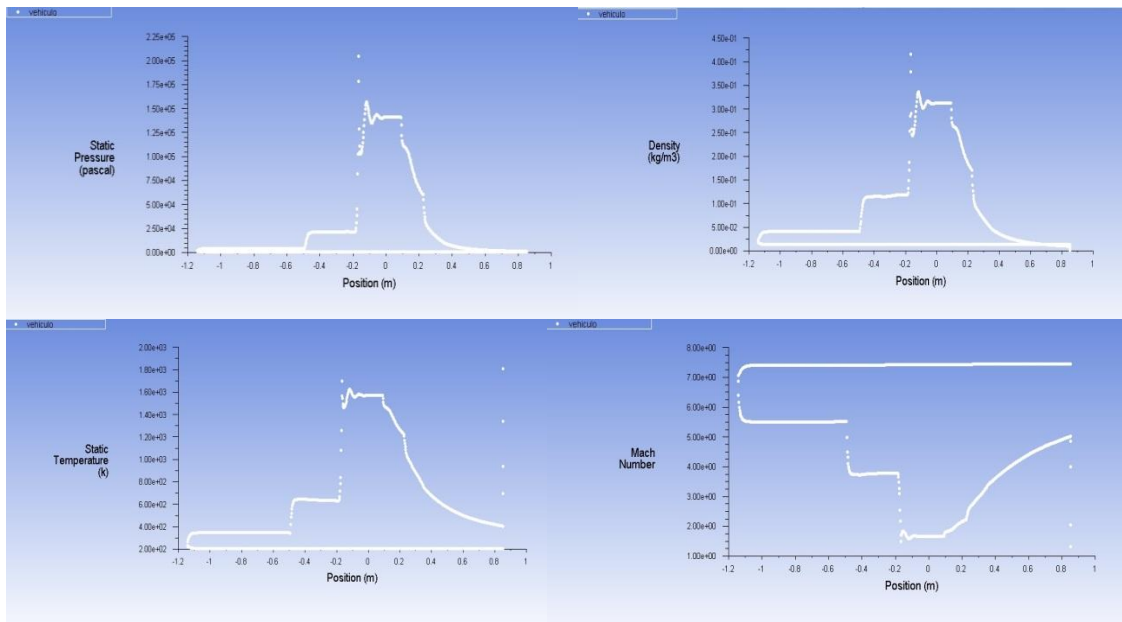 vehiculo
2.25e+05
2.00e+05
1.75e+05
1.50e+05
1.25e+05
1.00e+05
7.50e+04
5.00e+04
2.50e+04
0.00e+00
Static
Pressure
(pascal)
-1.2 -1 -0.8 -0.6 -0.4 -0.2 0 0.2 0.4 0.6 0.8 1
Position (m)
vehiculo
4.50e-01
4.00e-01
3.50e-01
3.00e-01
2.50e-01
2.00e-01
1.50e-01
1.00e-01
5.00e-02
0.00e+00
Density
(kg/m3)
-1.2 -1 -0.8 -0.6 -0.4 -0.2 0 0.2 0.4 0.6 0.8 1
Position (m)
vehiculo
2.00e+03
1.80e+03
1.60e+03
1.40e+03
1.20e+03
1.00e+03
8.00e+02
6.00e+02
4.00e+02
2.00e+02
Static
Temperature
(k)
-1.2 -1 -0.8 -0.6 -0.4 -0.2 0 0.2 0.4 0.6 0.8 1
Position (m)
vehiculo
8.00e+00
7.00e+00
6.00e+00
5.00e+00
4.00e+00
3.00e+00
2.00e+00
1.00e+00
Mach
Number
-1.2 -1 -0.8 -0.6 -0.4 -0.2 0 0.2 0.4 0.6 0.8 1
Position (m)